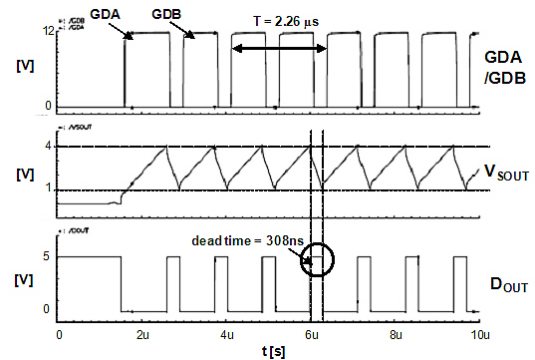 GDA GDB T = 2.26 μs
12
[V]
0
GDA
/GDB
/VSOUT
4
[V]
1
VSOUT
5
[V]
0
dead time = 308ns
DOUT
0 2u 4u 6u 8u 10u
t [s]